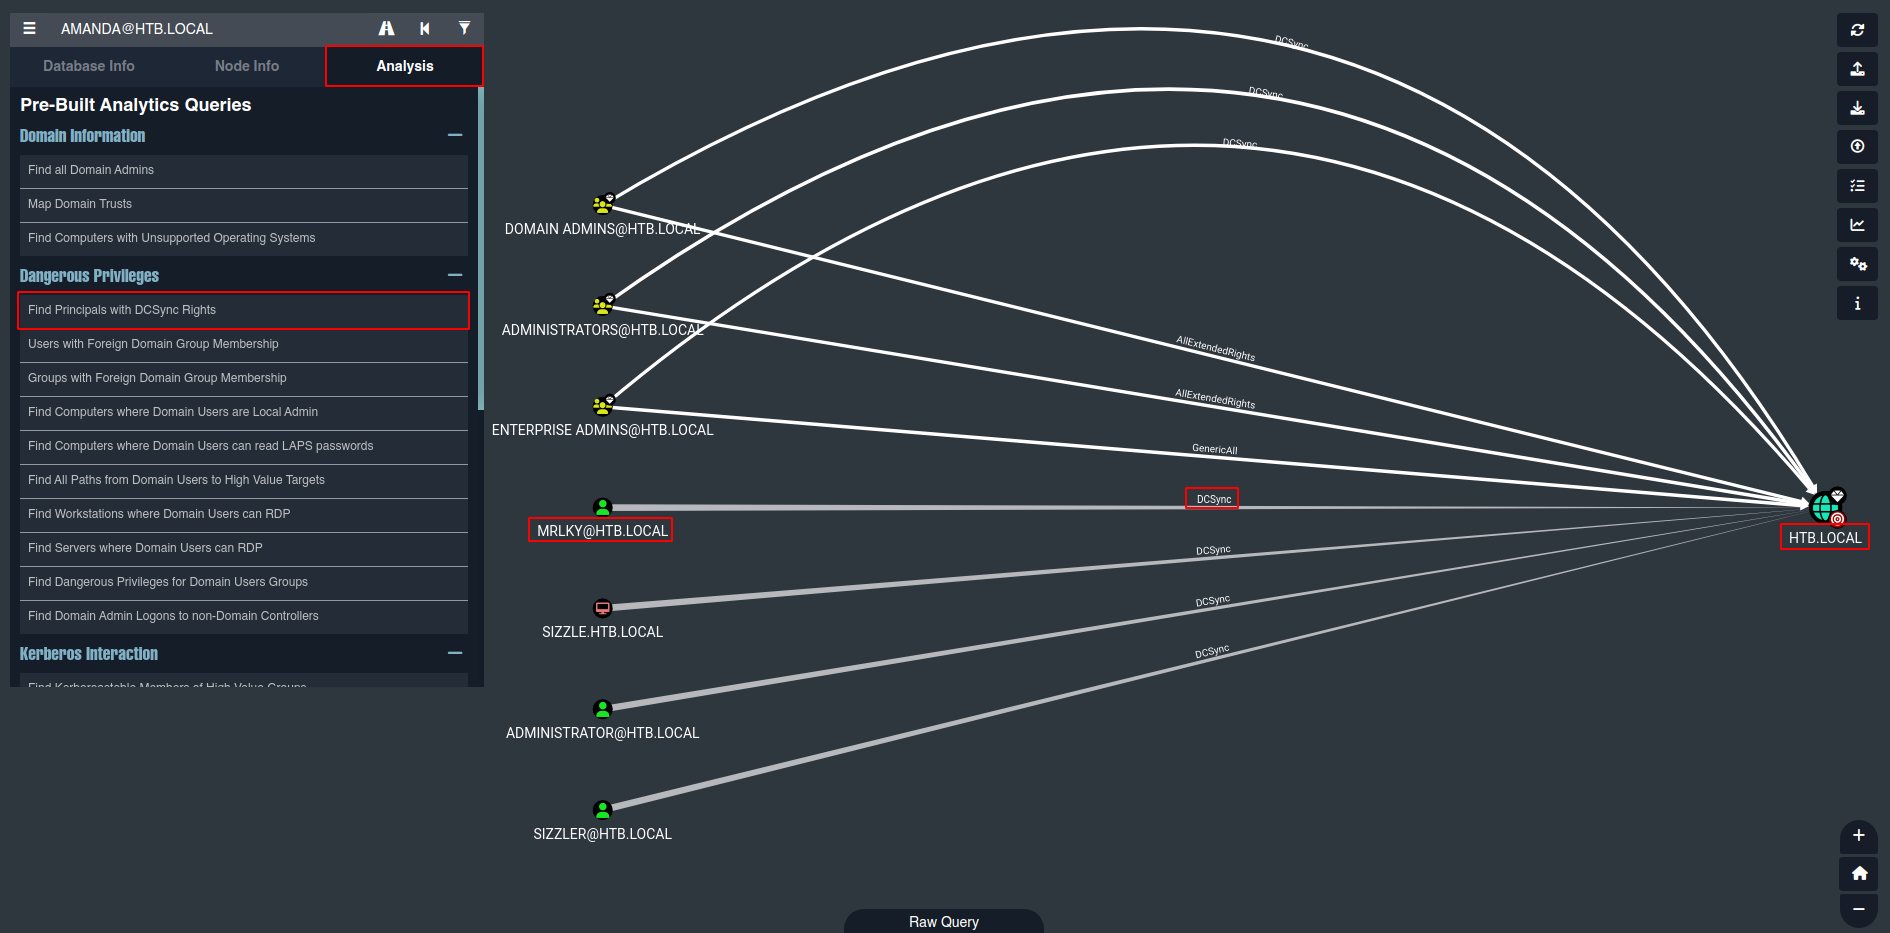 AMANDA@HTB.LOCAL
Database Info
Node Info
Analysis
Pre-Built Analytics Queries
Domain Information
Find all Domain Admins
Map Domain Trusts
Find Computers with Unsupported Operating Systems
Dangerous Privileges
Find Principals with DCSync Rights
Users with Foreign Domain Group Membership
Groups with Foreign Domain Group Membership
Find Computers where Domain Users are Local Admin
Find Computers where Domain Users can read LAPS passwords
Find All Paths from Domain Users to High Value Targets
Find Workstations where Domain Users can RDP
Find Servers where Domain Users can RDP
Find Dangerous Privileges for Domain Users Groups
Find Domain Admin Logons to non-Domain Controllers
Kerberos Interaction
Find Kerberoastable Members of High Value Groups
DCSync
DCSync
DCSync
DOMAIN ADMINS@HTB.LOCAL
ADMINISTRATORS@HTB.LOCAL
AllExtendedRights
AllExtendedRights
ENTERPRISE ADMINS@HTB.LOCAL
GenericAll
DCSync
MRLKY@HTB.LOCAL
HTB.LOCAL
DCSync
DCSync
SIZZLE.HTB.LOCAL
DCSync
ADMINISTRATOR@HTB.LOCAL
SIZZLER@HTB.LOCAL
Raw Query